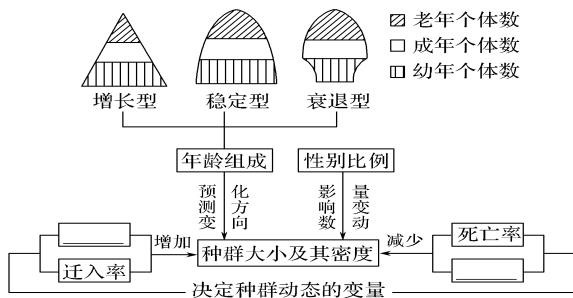 老年个体数
成年个体数
幼年个体数
增长型 稳定型 衰退型
年龄组成 性别比例
预测变化方向 影响数量变动
增加 种群大小及其密度 减少 死亡率
迁入率
决定种群动态的变量